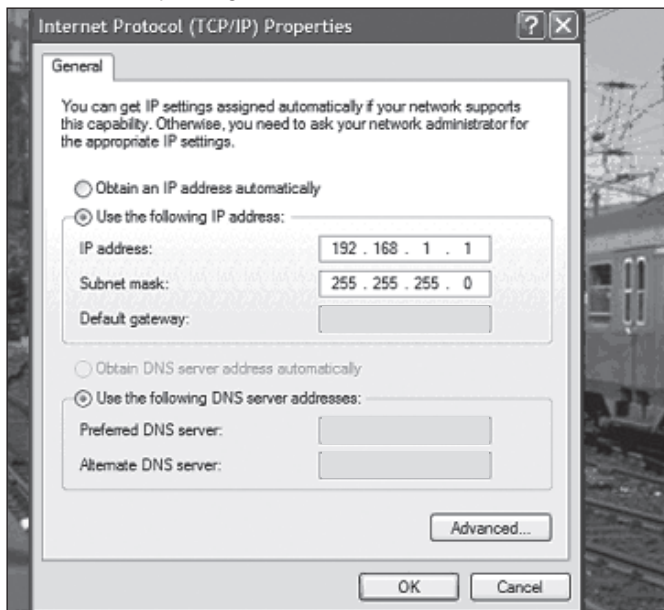 Internet Protocol (TCP/IP) Properties
General
You can get IP settings assigned automatically if your network supports
this capability. Otherwise, you need to ask your network administrator for
the appropriate IP settings.
Obtain an IP address automatically
Use the following IP address:
IP address: 192 . 168 . 1 . 1
Subnet mask: 255 . 255 . 255 . 0
Default gateway:
Obtain DNS server address automatically
Use the following DNS server addresses:
Preferred DNS server:
Alternate DNS server:
Advanced...
OK Cancel